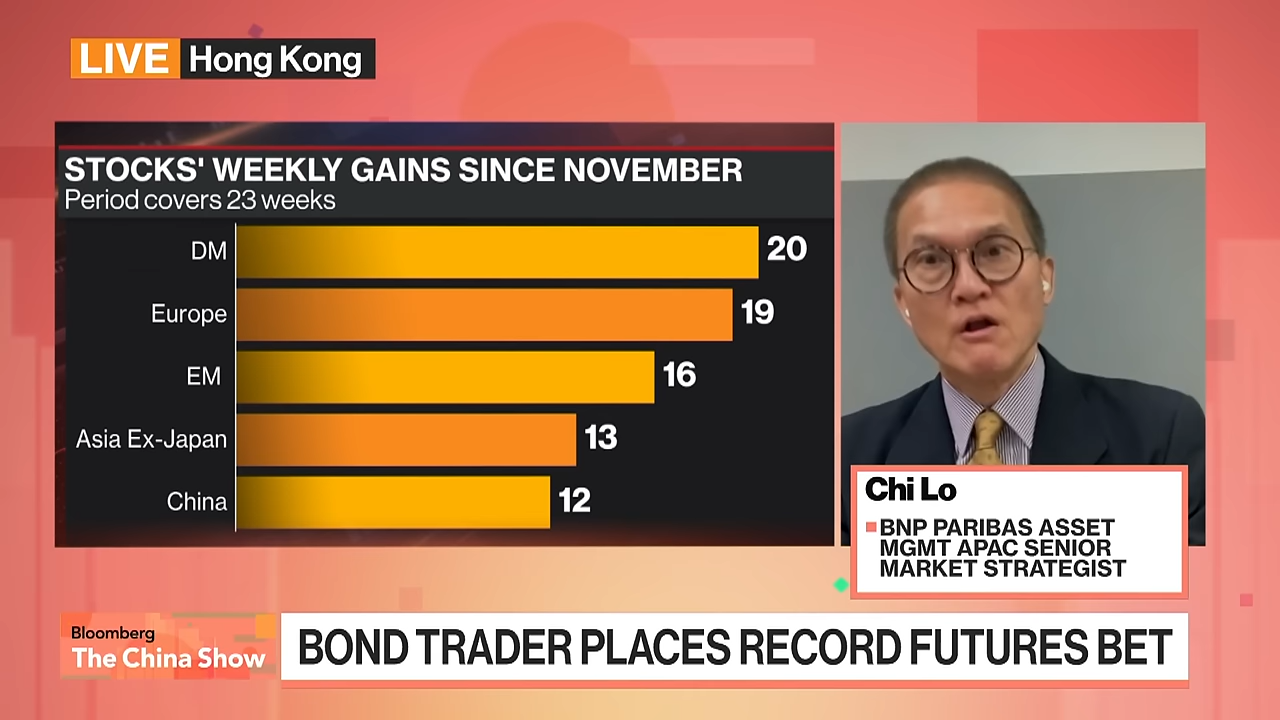 LIVE Hong Kong
STOCKS' WEEKLY GAINS SINCE NOVEMBER
Period covers 23 weeks
DM 20
Europe 19
EM 16
Asia Ex-Japan 13
China 12
Chi Lo
BNP PARIBAS ASSET
MGMT APAC SENIOR
MARKET STRATEGIST
Bloomberg
The China Show
BOND TRADER PLACES RECORD FUTURES BET